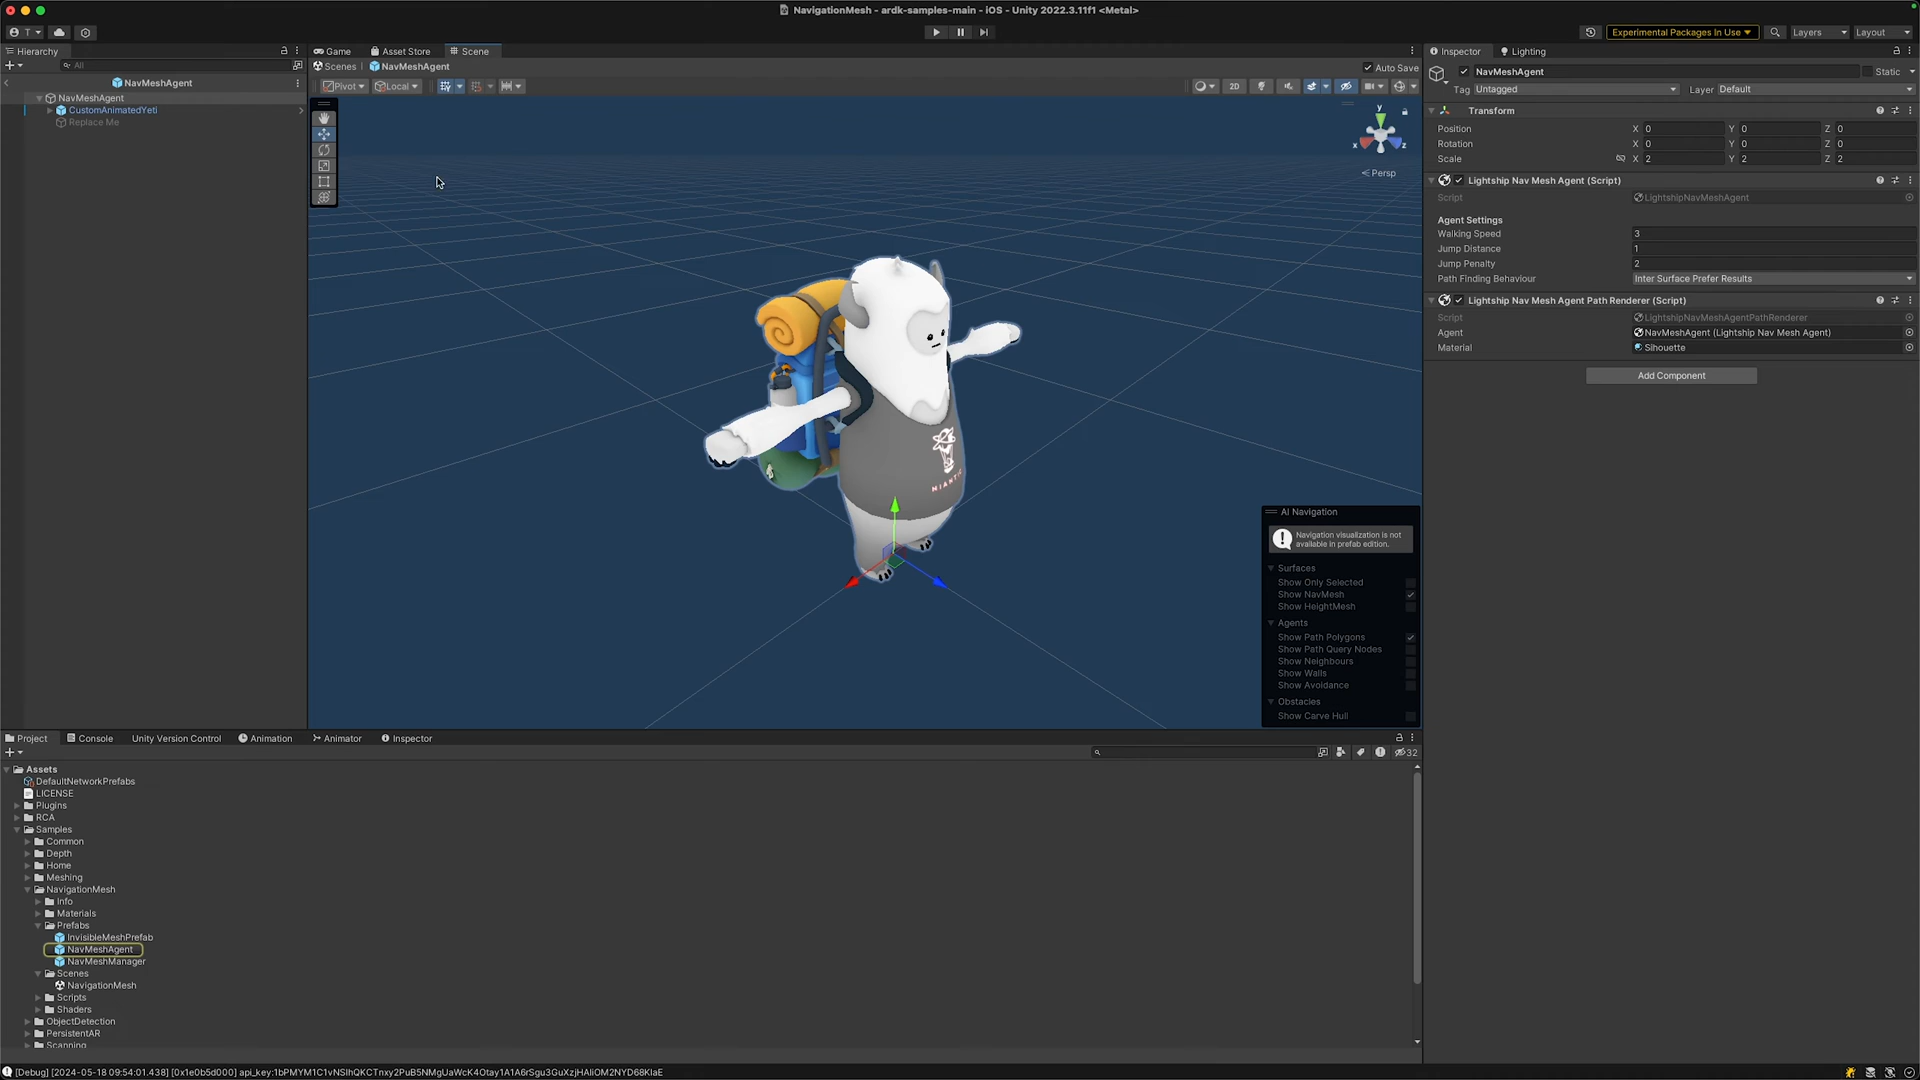 NavigationMesh - ardk-samples-main - iOS - Unity 2022.3.11f1 <Metal>
T
Experimental Packages In Use
Layers
Layout
Hierarchy
All
NavMeshAgent
NavMeshAgent
CustomAnimatedYeti
Replace Me
Game
Asset Store
Scene
Scenes
NavMeshAgent
Auto Save
Pivot
Local
2D
y
x
z
Persp
NIANTIC
AI Navigation
Navigation visualization is not
available in prefab edition.
Surfaces
Show Only Selected
Show NavMesh
Show HeightMesh
Agents
Show Path Polygons
Show Path Query Nodes
Show Neighbours
Show Walls
Show Avoidance
Obstacles
Show Carve Hull
Inspector
Lighting
NavMeshAgent
Static
Tag Untagged
Layer Default
Transform
Position X 0 Y 0 Z 0
Rotation X 0 Y 0 Z 0
Scale X 2 Y 2 Z 2
Lightship Nav Mesh Agent (Script)
Script LightshipNavMeshAgent
Agent Settings
Walking Speed 3
Jump Distance 1
Jump Penalty 2
Path Finding Behaviour Inter Surface Prefer Results
Lightship Nav Mesh Agent Path Renderer (Script)
Script LightshipNavMeshAgentPathRenderer
Agent NavMeshAgent (Lightship Nav Mesh Agent)
Material Sihouette
Add Component
Project
Console
Unity Version Control
Animation
Animator
Inspector
32
Assets
DefaultNetworkPrefabs
LICENSE
Plugins
RCA
Samples
Common
Depth
Home
Meshing
NavigationMesh
Info
Materials
Prefabs
InvisibleMeshPrefab
NavMeshAgent
NavMeshManager
Scenes
NavigationMesh
Scripts
Shaders
ObjectDetection
PersistentAR
Scanning